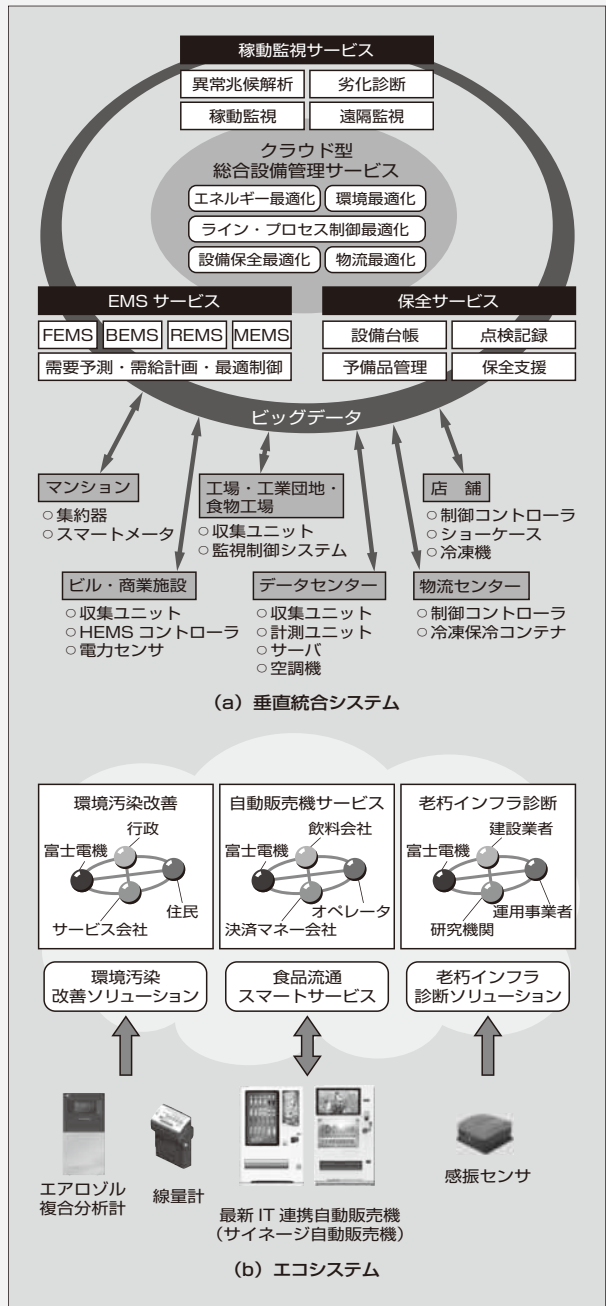 稼動監視サービス
異常兆候解析 劣化診断
稼動監視 遠隔監視
クラウド型
総合設備管理サービス
エネルギー最適化 環境最適化
ライン・プロセス制御最適化
設備保全最適化 物流最適化
EMS サービス
FEMS BEMS REMS MEMS
需要予測・需給計画・最適制御
保全サービス
設備台帳 点検記録
予備品管理 保全支援
ビッグデータ
マンション
○ 集約器
○ スマートメータ
工場・工業団地・
食物工場
○ 収集ユニット
○ 監視制御システム
店 舗
○ 制御コントローラ
○ ショーケース
○ 冷凍機
ビル・商業施設
○ 収集ユニット
○ HEMS コントローラ
○ 電力センサ
データセンター
○ 収集ユニット
○ 計測ユニット
○ サーバ
○ 空調機
物流センター
○ 制御コントローラ
○ 冷凍保冷コンテナ
(a) 垂直統合システム
環境汚染改善
行政
富士電機
住民
サービス会社
自動販売機サービス
飲料会社
富士電機
オペレータ
決済マネー会社
老朽インフラ診断
建設業者
富士電機
運用事業者
研究機関
環境汚染
改善ソリューション
食品流通
スマートサービス
老朽インフラ
診断ソリューション
エアロゾル
複合分析計
線量計
最新 IT 連携自動販売機
(サイネージ自動販売機)
感振センサ
(b) エコシステム